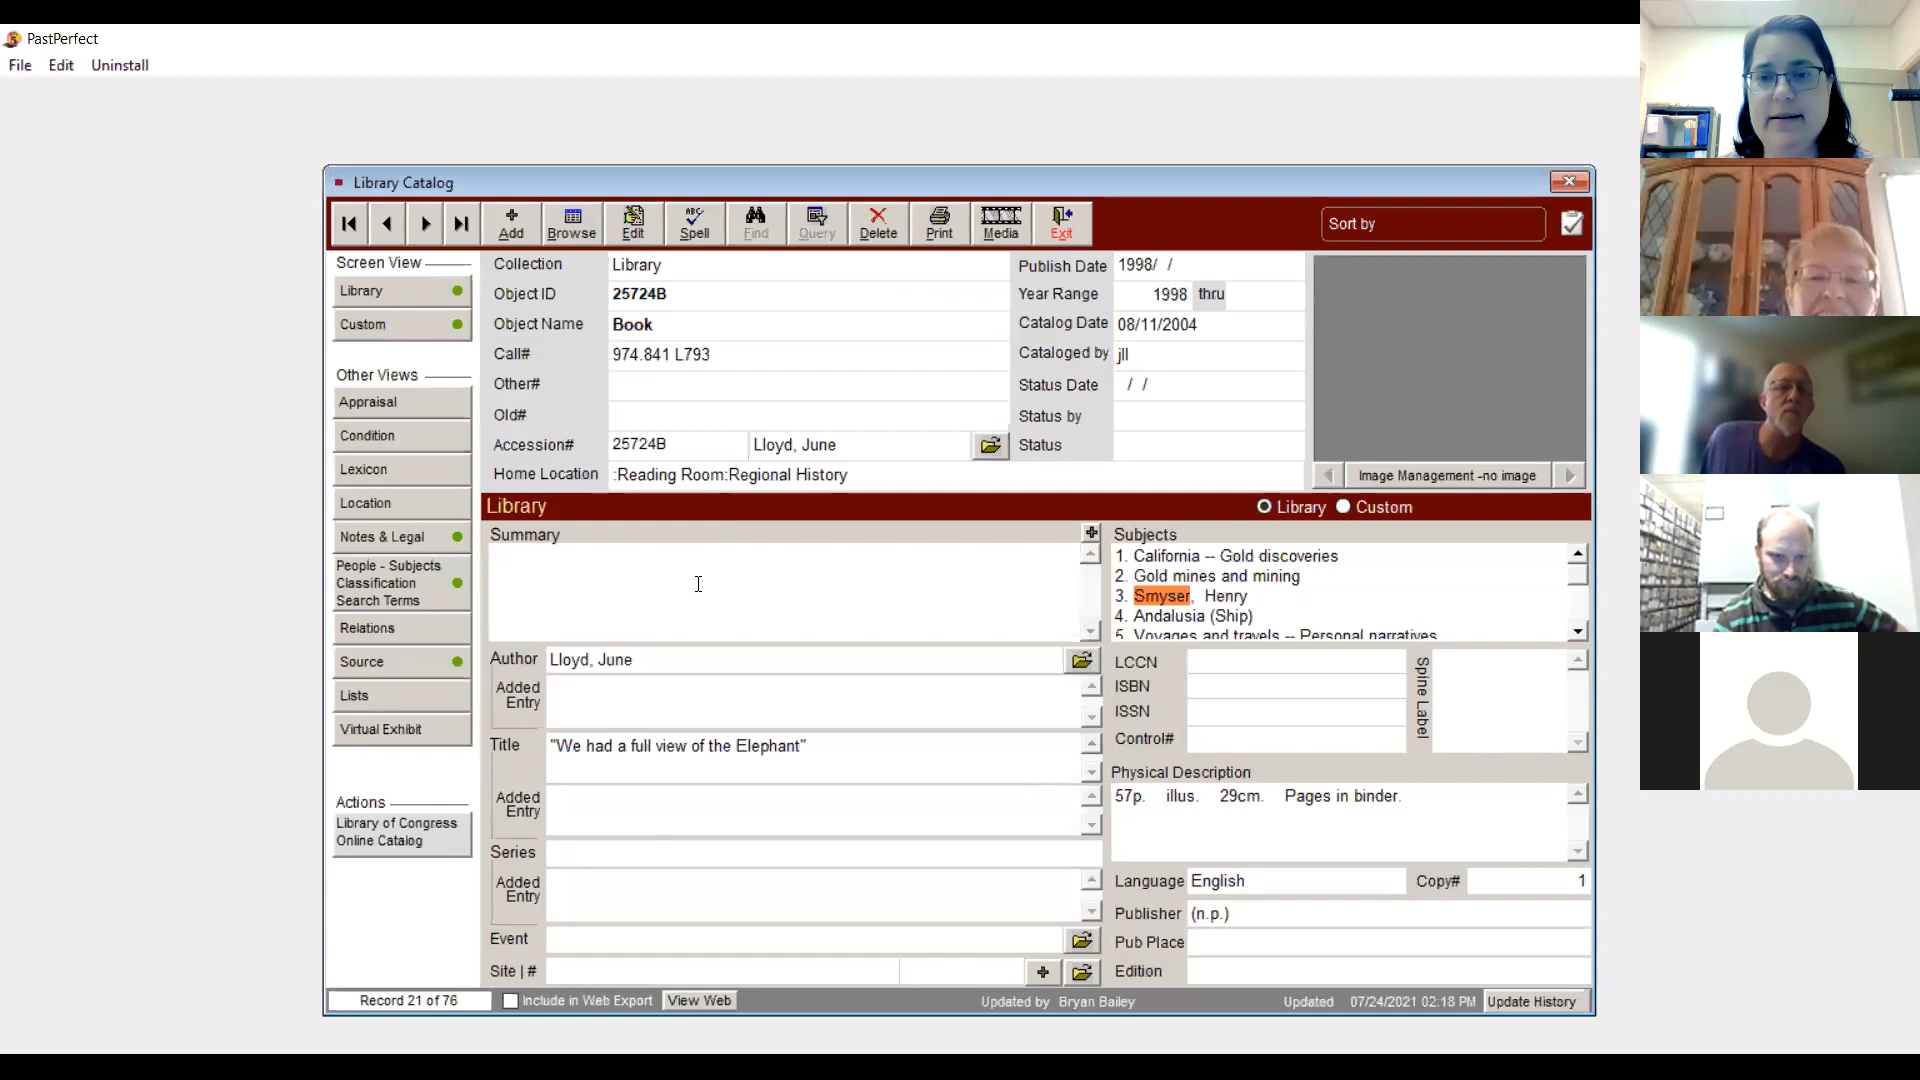 PastPerfect
File Edit Uninstall
Library Catalog
Add Browse Edit ABC Spell Find Query Delete Print Media Exit
Sort by
Screen View
Library
Custom
Other Views
Appraisal
Condition
Lexicon
Location
Notes & Legal
People - Subjects
Classification
Search Terms
Relations
Source
Lists
Virtual Exhibit
Actions
Library of Congress
Online Catalog
Collection Library
Object ID 25724B
Object Name Book
Call# 974.841 L793
Other#
Old#
Accession# 25724B Lloyd, June
Home Location :Reading Room:Regional History
Publish Date 1998/ /
Year Range 1998 thru
Catalog Date 08/11/2004
Cataloged by jll
Status Date / /
Status by
Status
Image Management -no image
Library Library Custom
Summary
Subjects
1. California -- Gold discoveries
2. Gold mines and mining
3. Smyser, Henry
4. Andalusia (Ship)
5. Voyages and travels -- Personal narratives
Author Lloyd, June
Added
Entry
Title "We had a full view of the Elephant"
Added
Entry
Series
Added
Entry
Event
Site | #
LCCN
ISBN
ISSN
Control#
Spine Label
Physical Description
57p. illus. 29cm. Pages in binder.
Language English Copy# 1
Publisher (n.p.)
Pub Place
Edition
Record 21 of 76 Include in Web Export View Web Updated by Bryan Bailey Updated 07/24/2021 02:18 PM Update History